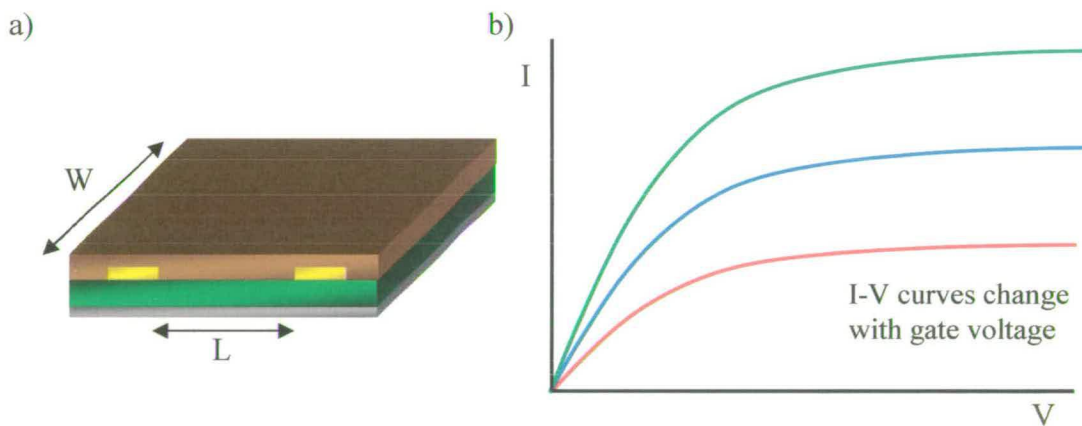 a)
b)
I
W
L
I-V curves change
with gate voltage
V